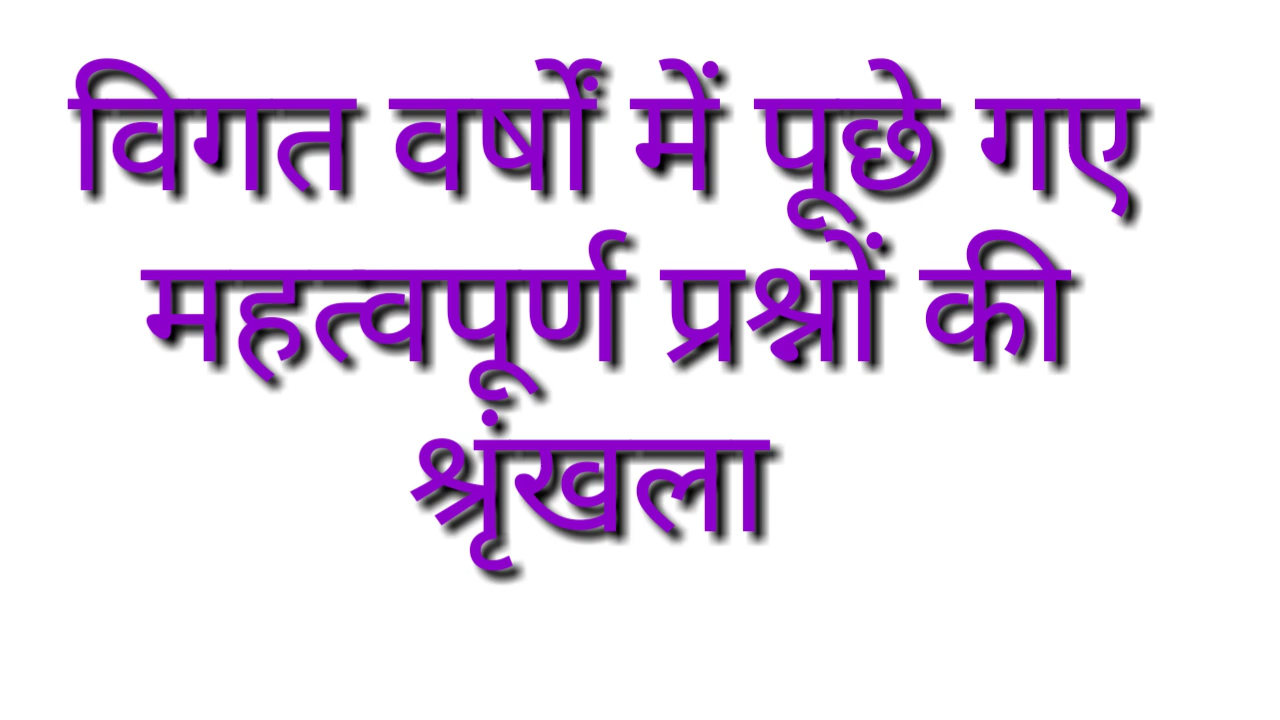 विगत वर्षों में पूछे गए
महत्वपूर्ण प्रश्नों की
श्रृंखला